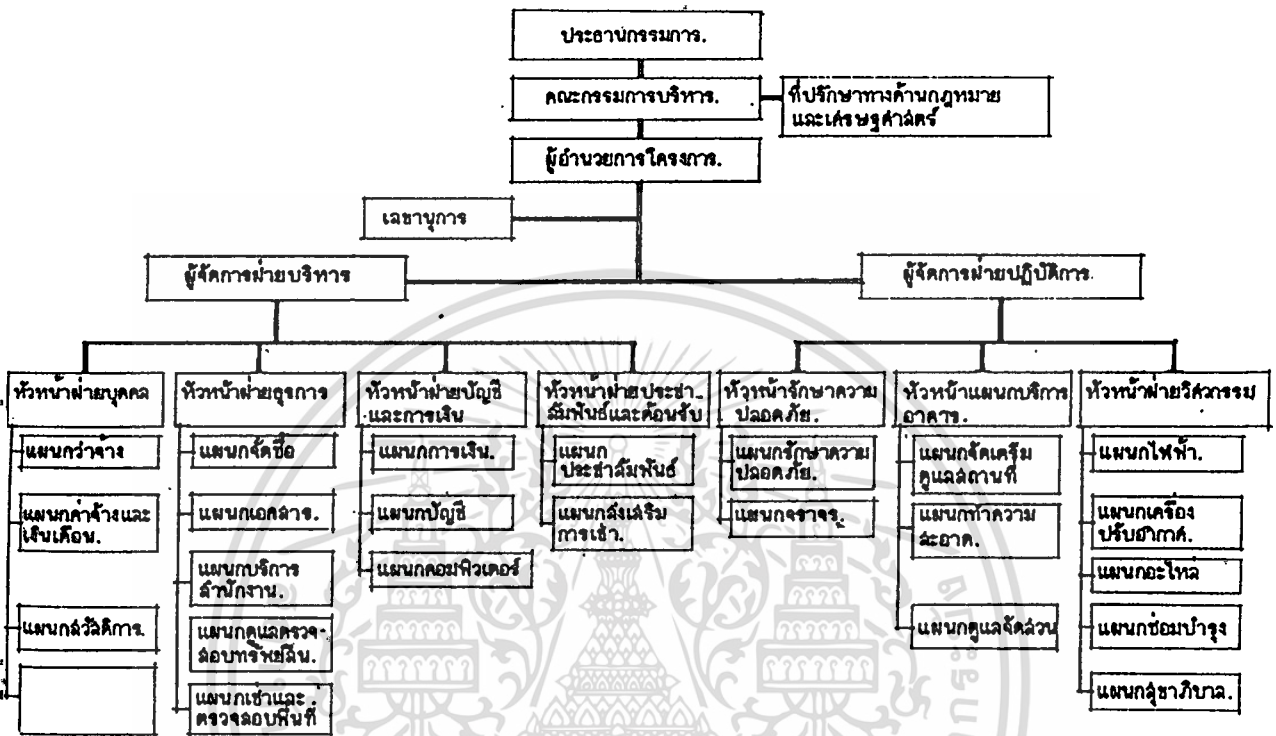 ประธานกรรมการ.
คณะกรรมการบริหาร.
ที่ปรึกษาทางด้านกฎหมาย
และเศรษฐศาสตร์
ผู้อำนวยการโครงการ.
เลขานุการ
ผู้จัดการฝ่ายบริหาร
ผู้จัดการฝ่ายปฏิบัติการ.
หัวหน้าฝ่ายบุคคล
แผนกว่าจ้าง
แผนกค่าจ้างและ
เงินเดือน.
แผนกสวัสดิการ.
หัวหน้าฝ่ายธุรการ
แผนกจัดซื้อ
แผนกเอกสาร.
แผนกบริการ
สำนักงาน.
แผนกดูแลตรวจ-
สอบทรัพย์สิน.
แผนกเช่าและ
ตรวจสอบพื้นที่
หัวหน้าฝ่ายบัญชี
และการเงิน
แผนกการเงิน.
แผนกบัญชี
แผนกคอมพิวเตอร์
หัวหน้าฝ่ายประชา-
สัมพันธ์และต้อนรับ
แผนก
ประชาสัมพันธ์
แผนกส่งเสริม
การเช่า.
หัวหน้ารักษาความ
ปลอดภัย.
แผนกรักษาความ
ปลอดภัย.
แผนกจราจร.
หัวหน้าแผนกบริการ
อาคาร.
แผนกจัดเตรียม
ดูแลสถานที่
แผนกทำความ
สะอาด.
แผนกดูแลจัดสวน
หัวหน้าฝ่ายวิศวกรรม
แผนกไฟฟ้า.
แผนกเครื่อง
ปรับอากาศ.
แผนกอะไหล่
แผนกซ่อมบำรุง
แผนกสุขาภิบาล.